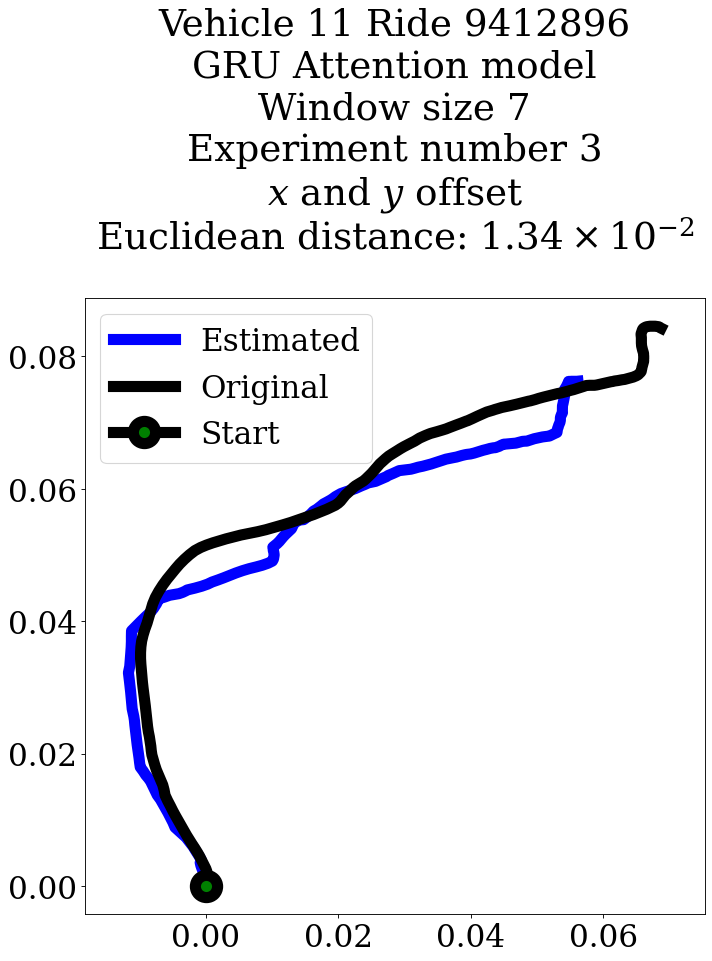 Vehicle 11 Ride 9412896
GRU Attention model
Window size 7
Experiment number 3
x and y offset
Euclidean distance: 1.34 × 10⁻²
Estimated
Original
Start
0.08
0.06
0.04
0.02
0.00
0.00 0.02 0.04 0.06